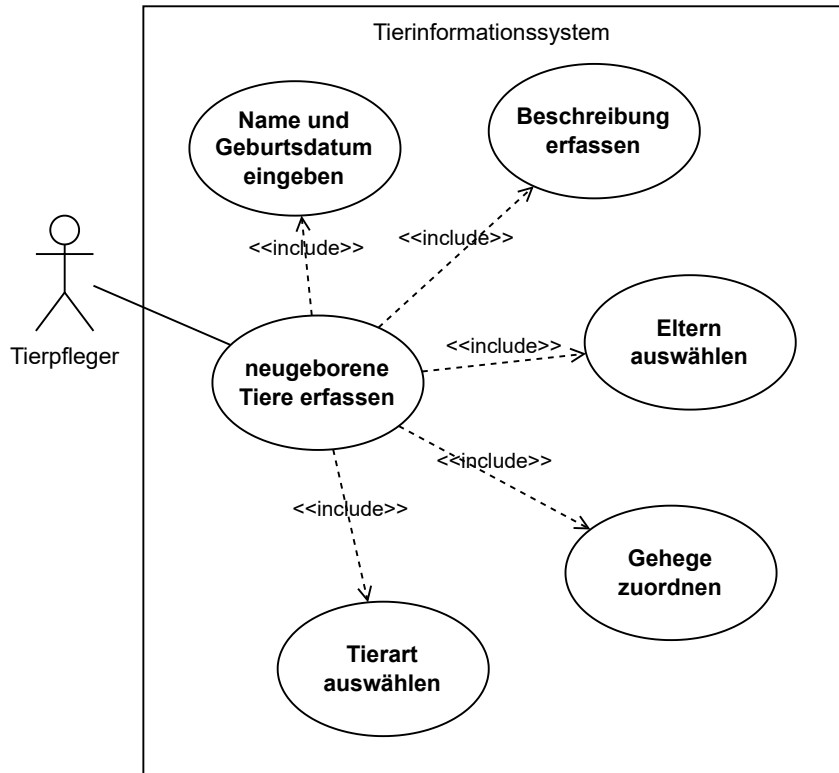 Tierinformationssystem
Name und
Geburtsdatum
eingeben
Beschreibung
erfassen
<<include>>
<<include>>
Tierpfleger
neugeborene
Tiere erfassen
<<include>>
Eltern
auswählen
<<include>>
<<include>>
Gehege
zuordnen
Tierart
auswählen